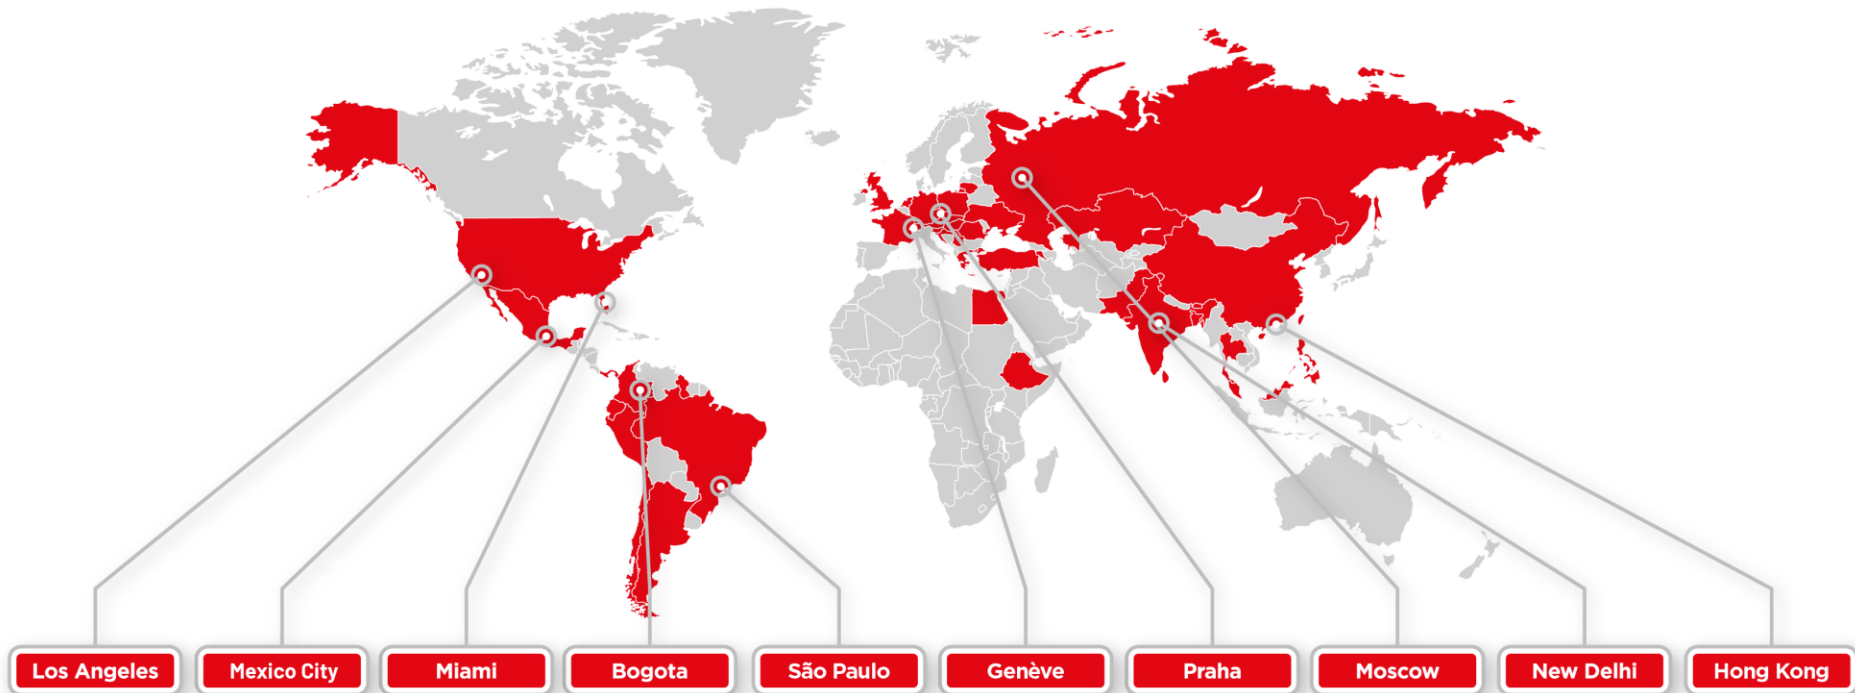 Los Angeles
Mexico City
Miami
Bogota
São Paulo
Genève
Praha
Moscow
New Delhi
Hong Kong